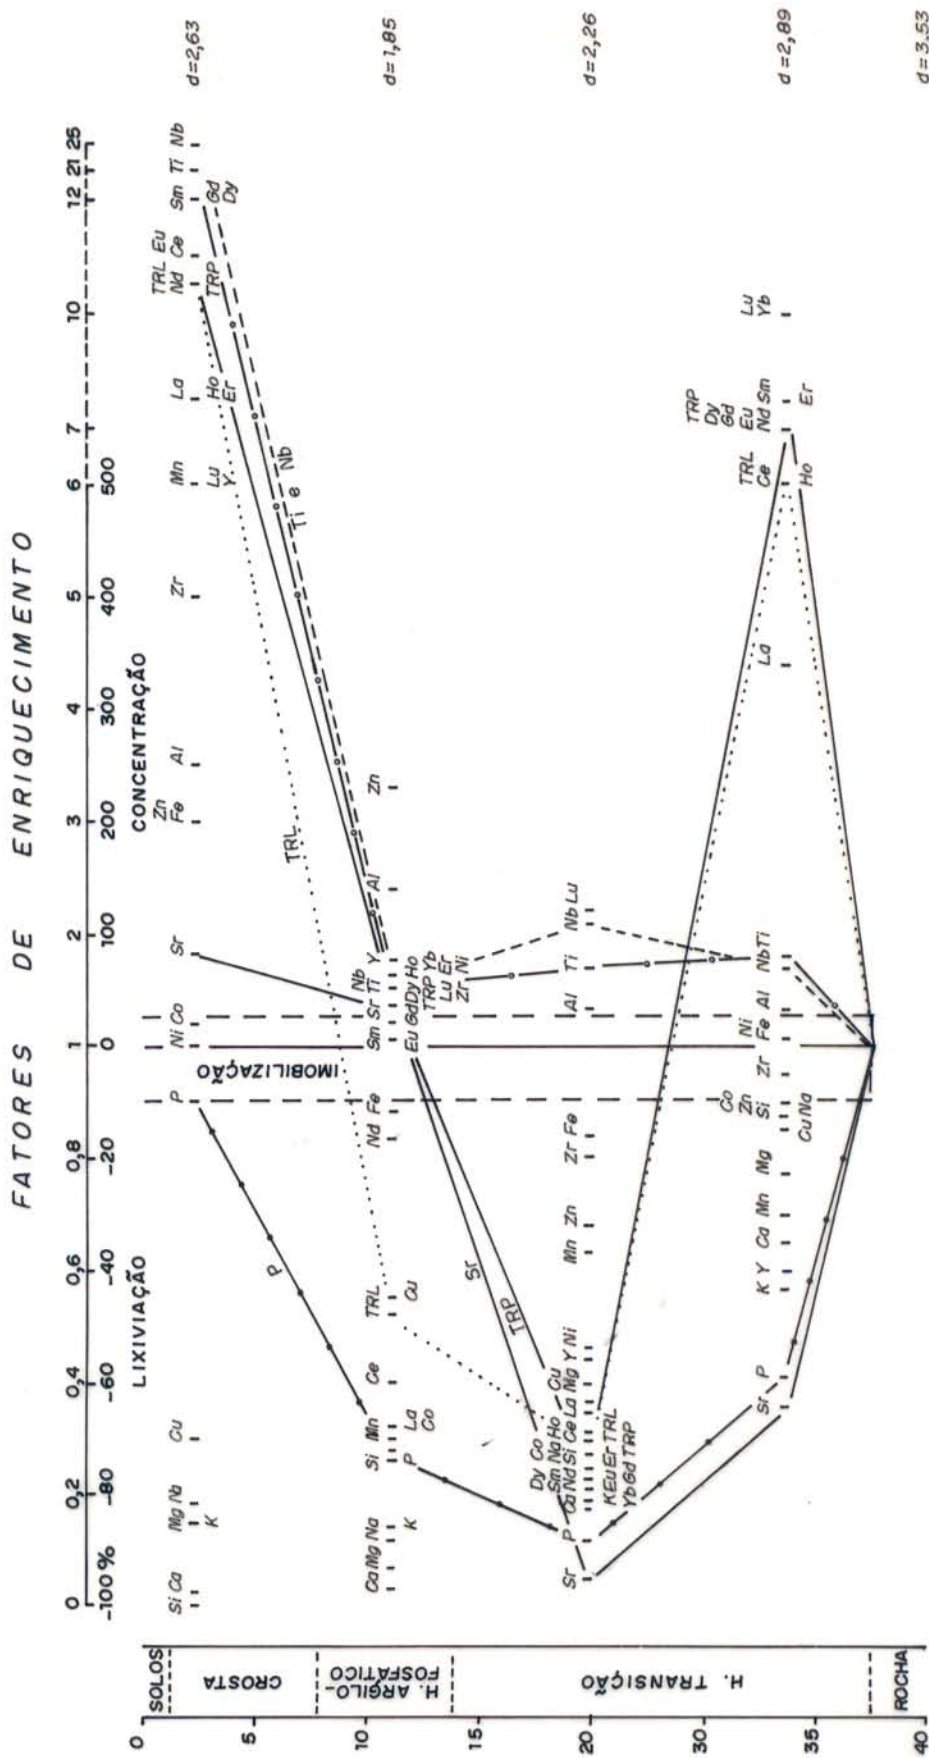 FATORES DE ENRIQUECIMENTO
0 0,2 0,4 0,6 0,8 1 2 3 4 5 6 7 10 12 21 25
-100% -80 -60 -40 -20 0 100 200 300 400 500
LIXIVIAÇÃO
IMOBILIZAÇÃO
CONCENTRAÇÃO
TRL Eu
Zn
Si Ca Mg Na Cu P Ni Co Sr Fe Al Zr Mn La Nd Ce Sm Ti Nb
d=2,63
K Lu Ho TRP Gd
Y Er Dy
P
TRL
Ti e Nb
Nb
Ca Mg Na Si Mn Ce TRL Nd Fe Sm Sr Ti Y Al Zn
d=1,85
K P La Cu Eu Gd Dy Ho
Co TRP Yb
Lu Er
Zr Ni
Sr
TRP
Dy Co Cu
Sm Na Ho
Sr P Ca Nd Si Ce La Mg Y Ni Mn Zn Zr Fe Al Ti Nb Lu
d=2,26
K Eu Er TRL
Yb Gd TRP
TRP
Dy
Gd
Co Ni TRL Eu Lu
Zn
Sr P K Y Ca Mn Mg Si Zr Fe Al Nb Ti La Ce Nd Sm Yb
d=2,89
Cu Na Ho Er
d=3,53
SOLOS
CROSTA
H. ARGILO-
FOSFÁTICO
H. TRANSIÇÃO
ROCHA
0
5
10
15
20
30
35
40